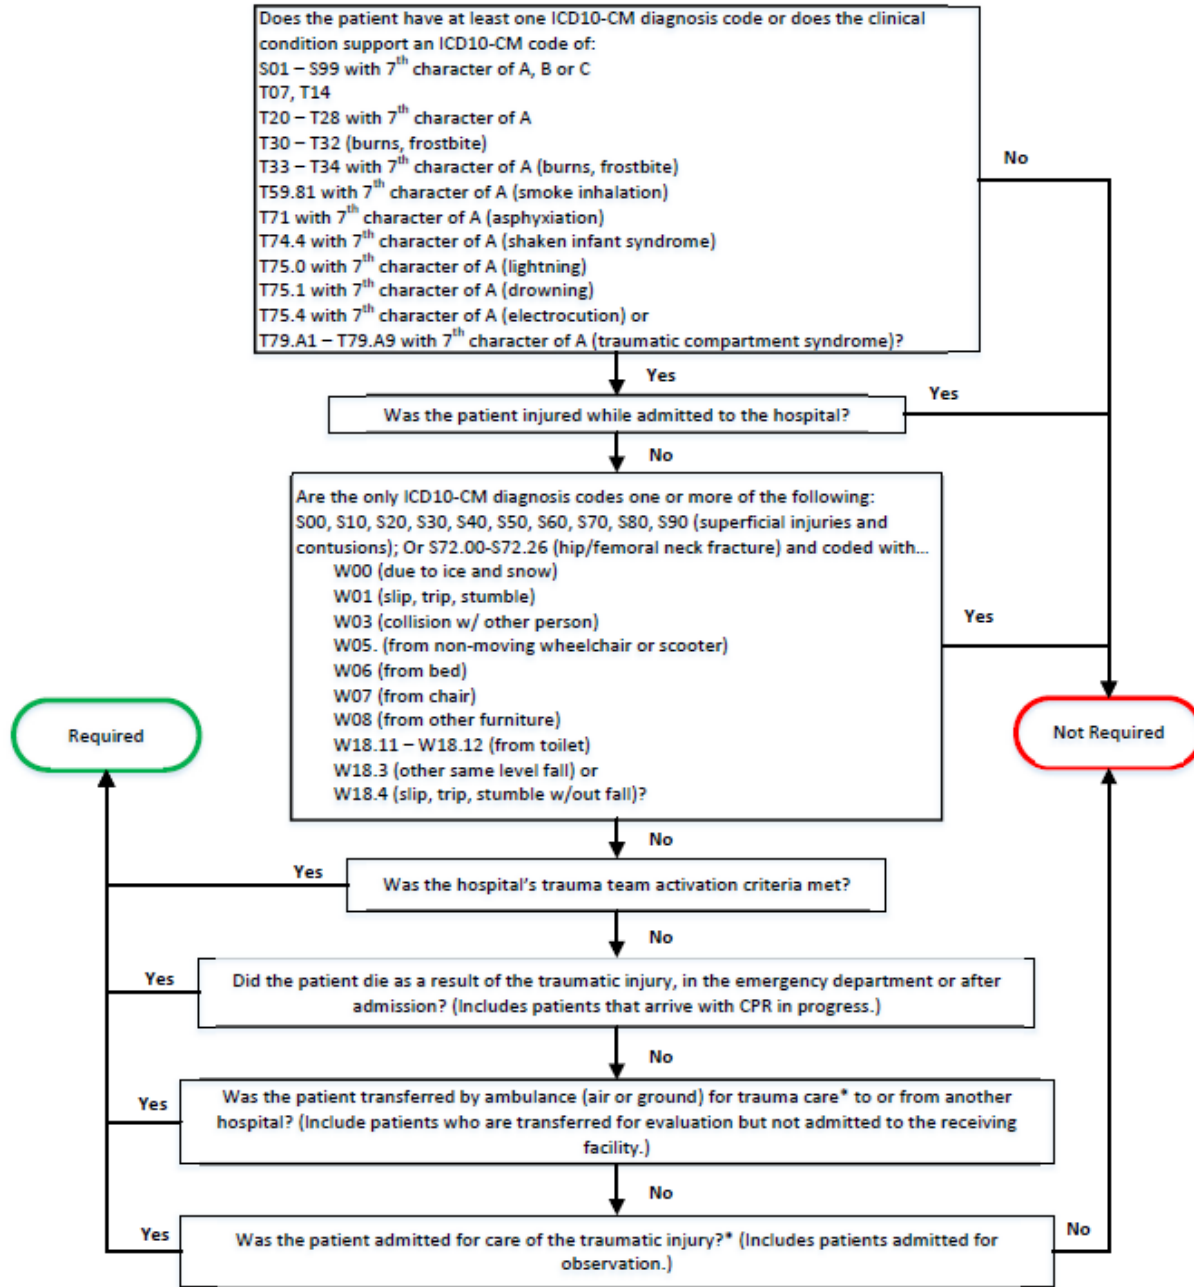 Does the patient have at least one ICD10-CM diagnosis code or does the clinical
condition support an ICD10-CM code of:
S01 – S99 with 7th character of A, B or C
T07, T14
T20 – T28 with 7th character of A
T30 – T32 (burns, frostbite)
T33 – T34 with 7th character of A (burns, frostbite)
T59.81 with 7th character of A (smoke inhalation)
T71 with 7th character of A (asphyxiation)
T74.4 with 7th character of A (shaken infant syndrome)
T75.0 with 7th character of A (lightning)
T75.1 with 7th character of A (drowning)
T75.4 with 7th character of A (electrocution) or
T79.A1 – T79.A9 with 7th character of A (traumatic compartment syndrome)?
No
Yes
Was the patient injured while admitted to the hospital?
Yes
No
Are the only ICD10-CM diagnosis codes one or more of the following:
S00, S10, S20, S30, S40, S50, S60, S70, S80, S90 (superficial injuries and
contusions); Or S72.00-S72.26 (hip/femoral neck fracture) and coded with...
W00 (due to ice and snow)
W01 (slip, trip, stumble)
W03 (collision w/ other person)
W05. (from non-moving wheelchair or scooter)
W06 (from bed)
W07 (from chair)
W08 (from other furniture)
W18.11 – W18.12 (from toilet)
W18.3 (other same level fall) or
W18.4 (slip, trip, stumble w/out fall)?
Yes
Required
Not Required
No
Was the hospital's trauma team activation criteria met?
Yes
No
Did the patient die as a result of the traumatic injury, in the emergency department or after
admission? (Includes patients that arrive with CPR in progress.)
Yes
No
Was the patient transferred by ambulance (air or ground) for trauma care* to or from another
hospital? (Include patients who are transferred for evaluation but not admitted to the receiving
facility.)
Yes
No
Was the patient admitted for care of the traumatic injury?* (Includes patients admitted for
observation.)
Yes
No